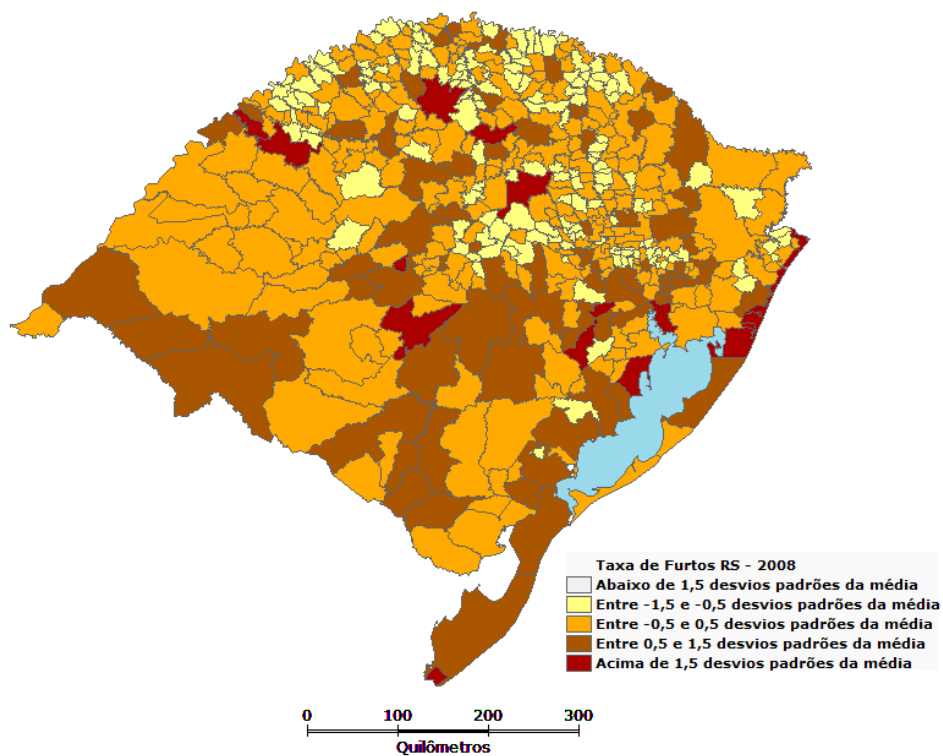 Taxa de Furtos RS - 2008
Abaixo de 1,5 desvios padrões da média
Entre -1,5 e -0,5 desvios padrões da média
Entre -0,5 e 0,5 desvios padrões da média
Entre 0,5 e 1,5 desvios padrões da média
Acima de 1,5 desvios padrões da média
0 100 200 300
Quilômetros